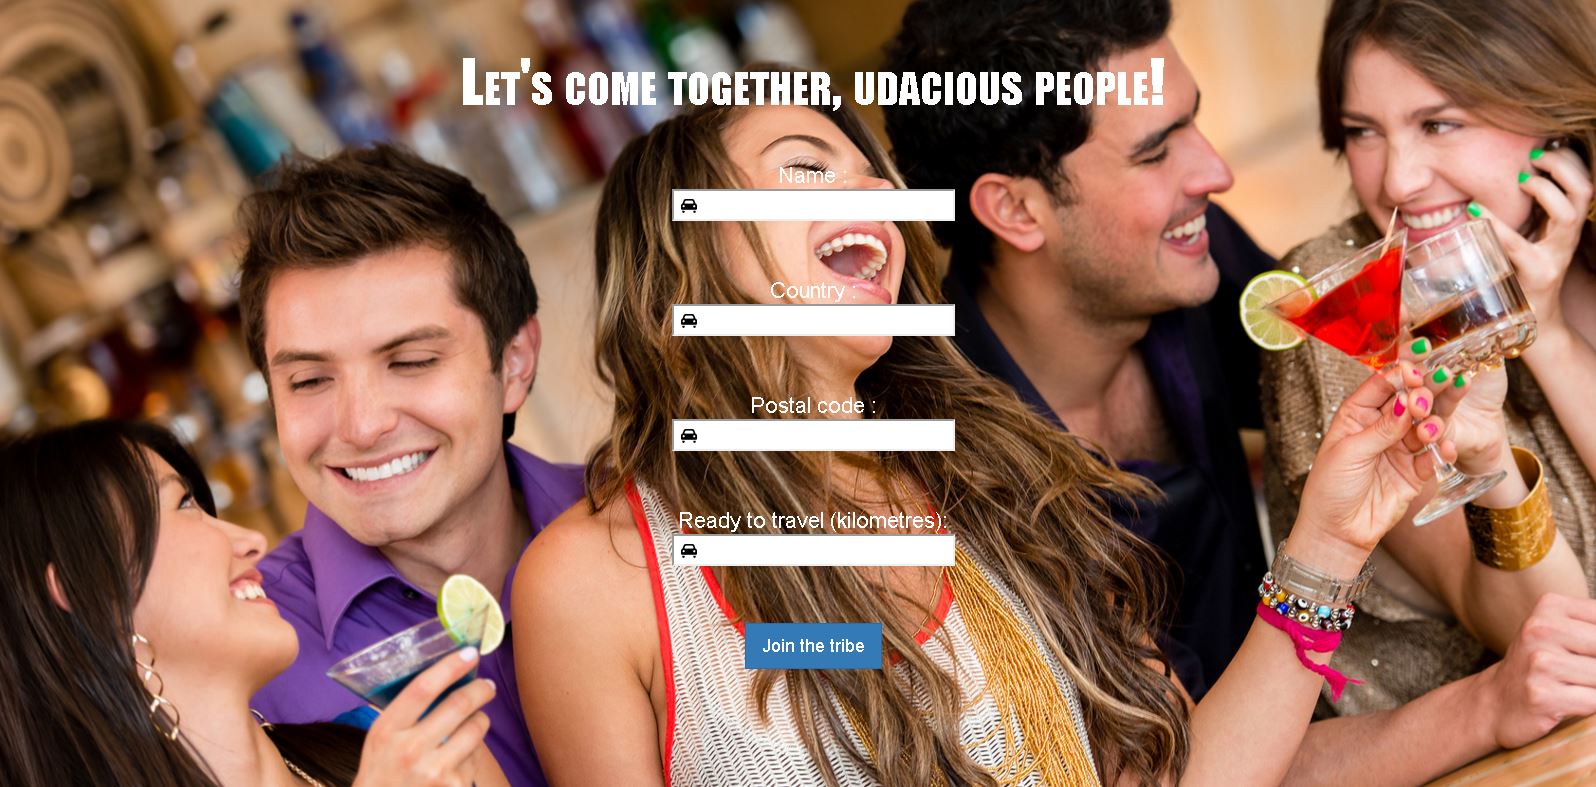 Let's come together, udacious people!
Name :
Country :
Postal code :
Ready to travel (kilometres):
Join the tribe